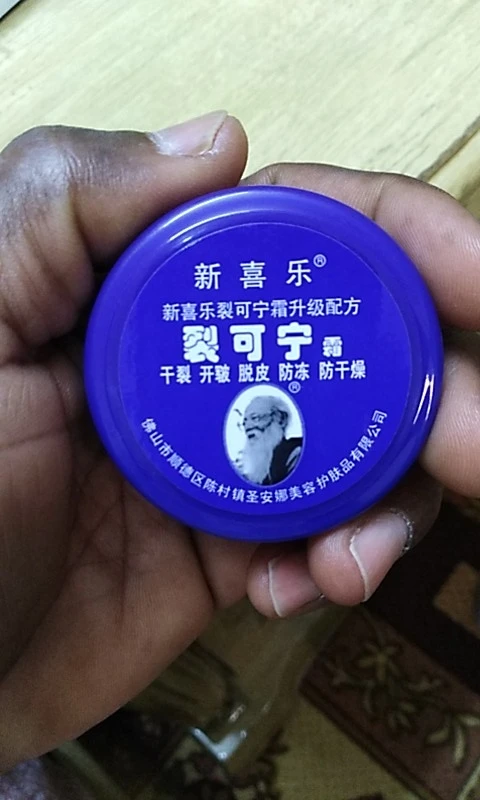 新喜乐®
新喜乐裂可宁霜升级配方
裂可宁霜
干裂 开皲 脱皮 防冻 防干燥
®
佛山市顺德区陈村镇圣安娜美容护肤品有限公司